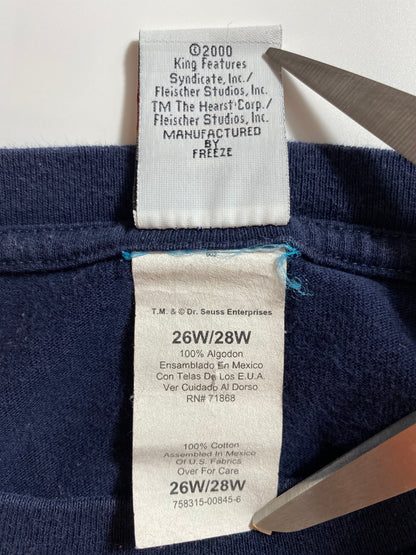 ©2000
King Features
Syndicate, Inc./
Fleischer Studios, Inc.
TM The Hearst Corp./
Fleischer Studios, Inc.
MANUFACTURED
BY
FREEZE
T.M. & © Dr. Seuss Enterprises
26W/28W
100% Algodon
Ensamblado En Mexico
Con Telas De Los E.U.A.
Ver Cuidado Al Dorso
RN# 71868
100% Cotton
Assembled In Mexico
Of U.S. Fabrics
Over For Care
26W/28W
758315-00845-6